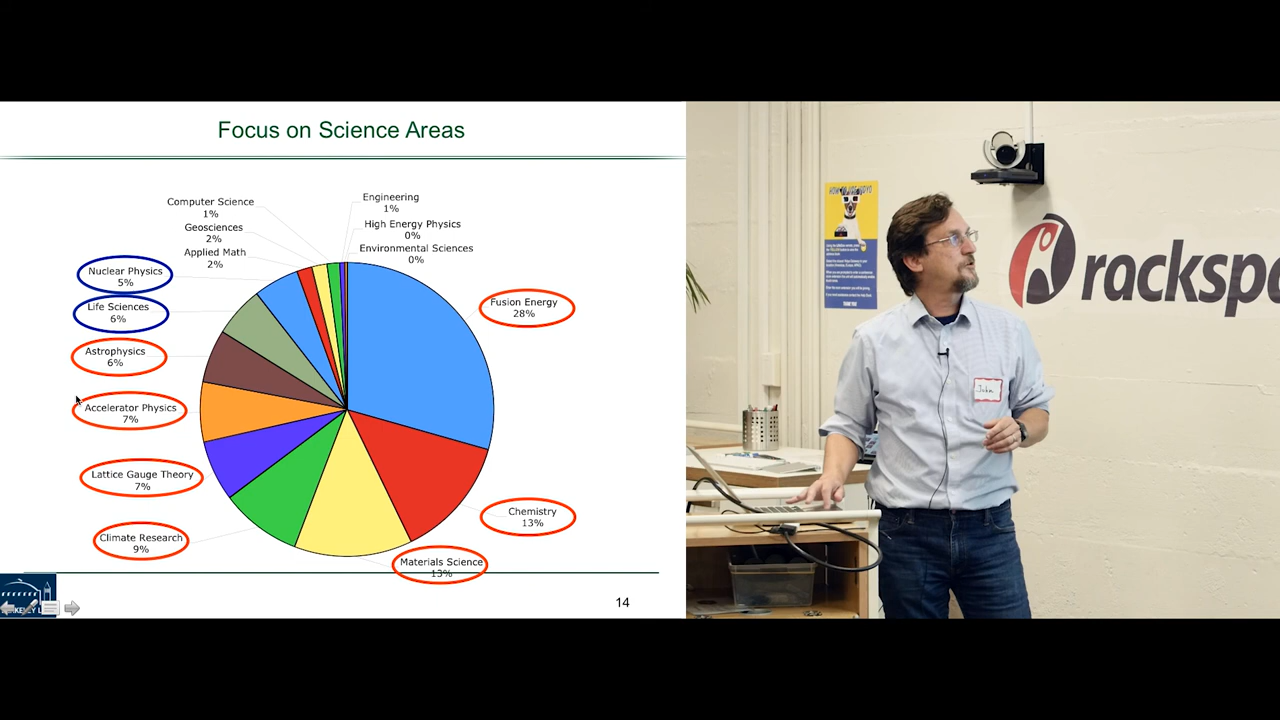 Focus on Science Areas
Computer Science
1%
Geosciences
2%
Applied Math
2%
Nuclear Physics
5%
Life Sciences
6%
Astrophysics
6%
Accelerator Physics
7%
Lattice Gauge Theory
7%
Climate Research
9%
Engineering
1%
High Energy Physics
0%
Environmental Sciences
0%
Fusion Energy
28%
Chemistry
13%
Materials Science
13%
14
John